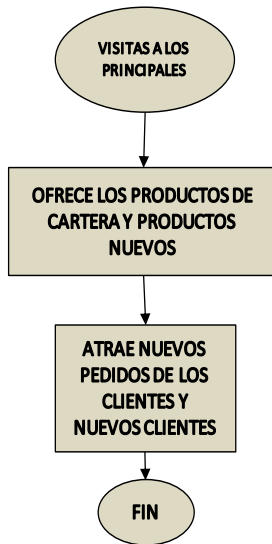 VISITAS A LOS
PRINCIPALES
OFRECE LOS PRODUCTOS DE
CARTERA Y PRODUCTOS
NUEVOS
ATRAE NUEVOS
PEDIDOS DE LOS
CLIENTES Y
NUEVOS CLIENTES
FIN